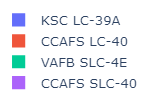 KSC LC-39A
CCAFS LC-40
VAFB SLC-4E
CCAFS SLC-40